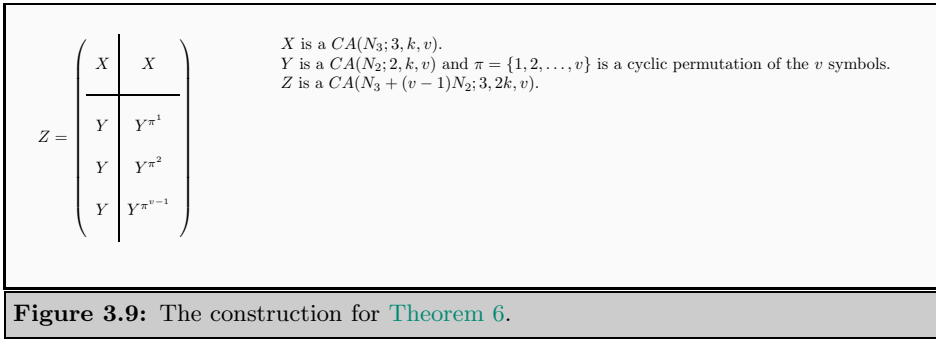 X X
Z =
Y Y^{π^1}
Y Y^{π^2}
Y Y^{π^{v−1}}
X is a CA(N_3; 3, k, v).
Y is a CA(N_2; 2, k, v) and π = {1, 2, . . . , v} is a cyclic permutation of the v symbols.
Z is a CA(N_3 + (v − 1)N_2; 3, 2k, v).
Figure 3.9: The construction for Theorem 6.